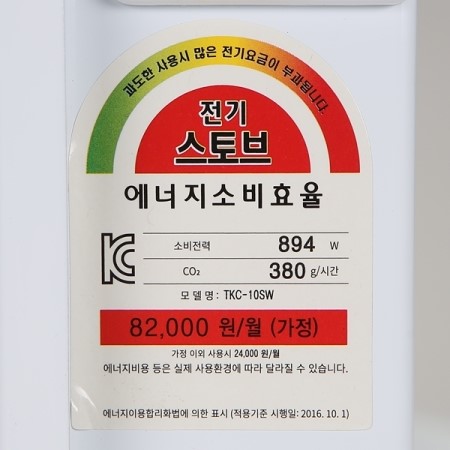 과도한 사용시 많은 전기요금이 부과됩니다.
전기
스토브
에너지소비효율
소비전력 894 W
CO₂ 380 g/시간
모델명: TKC-10SW
82,000 원/월 (가정)
가정 이외 사용시 24,000 원/월
에너지비용 등은 실제 사용환경에 따라 달라질 수 있습니다.
에너지이용합리화법에 의한 표시 (적용기준 시행일: 2016. 10. 1)